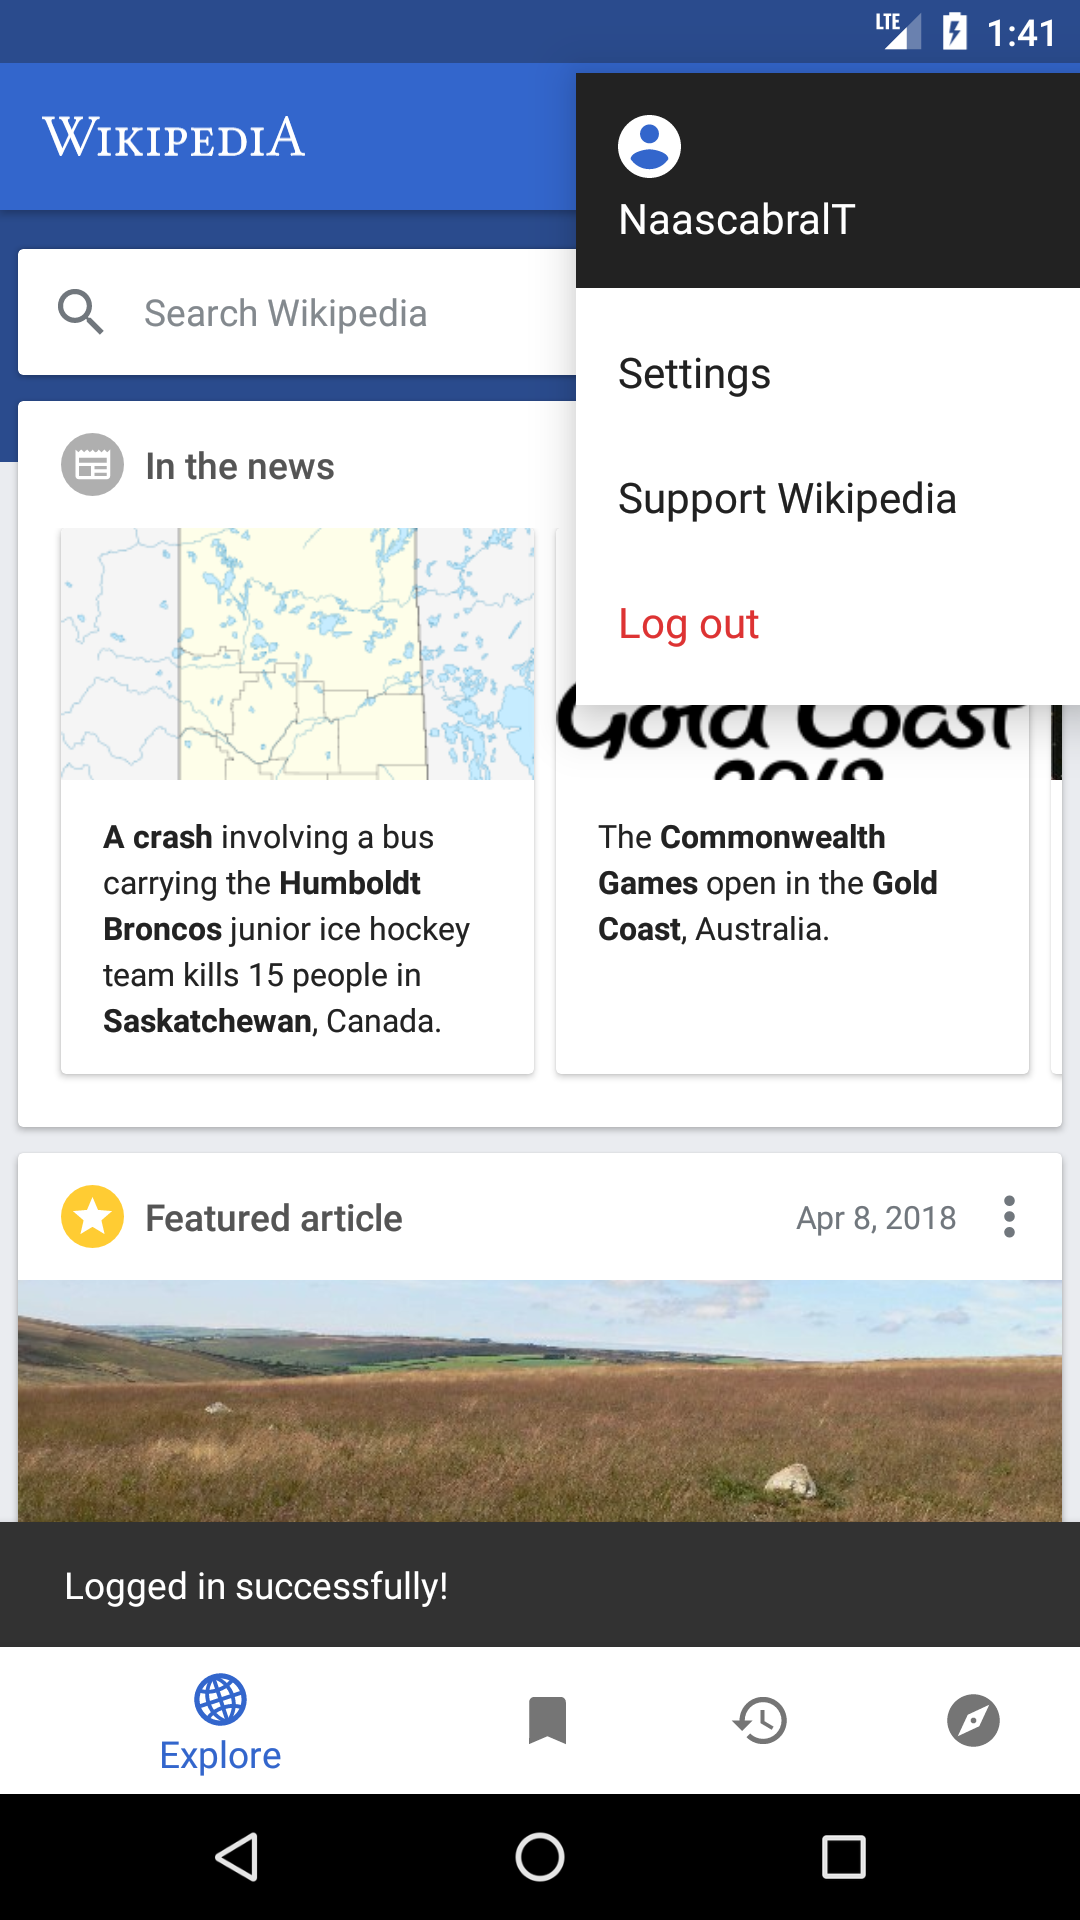 LTE 1:41
WIKIPEDIA
NaascabralT
Search Wikipedia
Settings
Support Wikipedia
Log out
In the news
Gold Coast
2018
A crash involving a bus
carrying the Humboldt
Broncos junior ice hockey
team kills 15 people in
Saskatchewan, Canada.
The Commonwealth
Games open in the Gold
Coast, Australia.
Featured article
Apr 8, 2018
Logged in successfully!
Explore